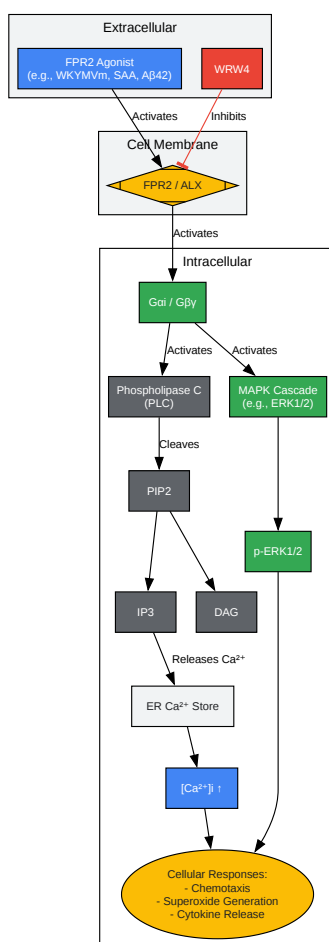 Extracellular
FPR2 Agonist
(e.g., WKYMVm, SAA, Aβ42)
WRW4
Activates
Inhibits
Cell Membrane
FPR2 / ALX
Activates
Intracellular
Gαi / Gβγ
Activates
Activates
Phospholipase C
(PLC)
MAPK Cascade
(e.g., ERK1/2)
Cleaves
PIP2
p-ERK1/2
IP3
DAG
Releases Ca²⁺
ER Ca²⁺ Store
[Ca²⁺]i ↑
Cellular Responses:
- Chemotaxis
- Superoxide Generation
- Cytokine Release